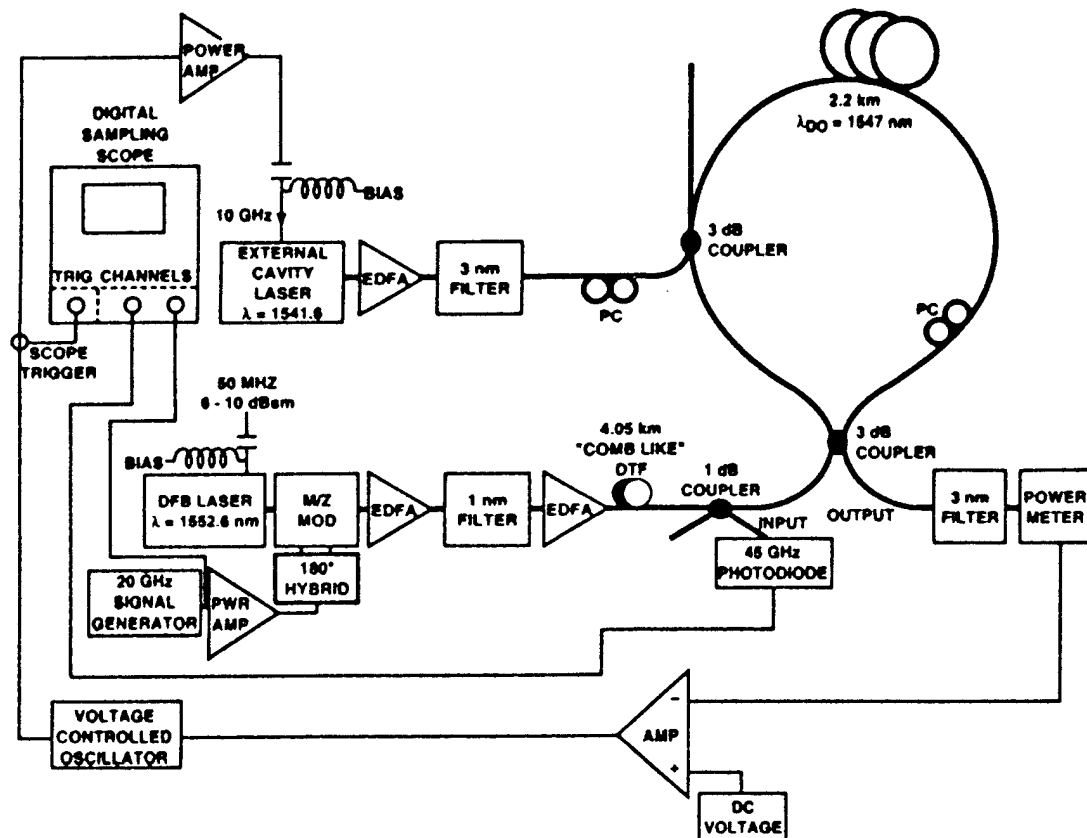 POWER
AMP
DIGITAL
SAMPLING
SCOPE
TRIG CHANNELS
SCOPE
TRIGGER
BIAS
10 GHz
EXTERNAL
CAVITY
LASER
λ = 1541.6
EDFA
3 nm
FILTER
PC
3 dB
COUPLER
2.2 km
λDO = 1547 nm
PC
3 dB
COUPLER
50 MHZ
6 - 10 dBsm
BIAS
DFB LASER
λ = 1552.6 nm
M/Z
MOD
EDFA
1 nm
FILTER
EDFA
4.05 km
"COMB LIKE"
DTF
1 dB
COUPLER
INPUT
OUTPUT
3 nm
FILTER
POWER
METER
45 GHz
PHOTODIODE
180°
HYBRID
20 GHz
SIGNAL
GENERATOR
PWR
AMP
VOLTAGE
CONTROLLED
OSCILLATOR
−
AMP
+
DC
VOLTAGE